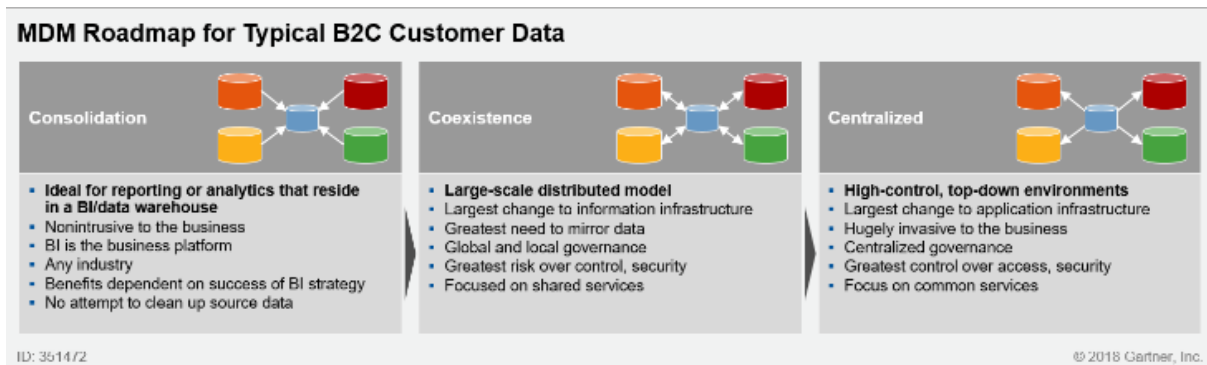 MDM Roadmap for Typical B2C Customer Data
Consolidation
Ideal for reporting or analytics that reside
in a BI/data warehouse
Nonintrusive to the business
BI is the business platform
Any industry
Benefits dependent on success of BI strategy
No attempt to clean up source data
Coexistence
Large-scale distributed model
Largest change to information infrastructure
Greatest need to mirror data
Global and local governance
Greatest risk over control, security
Focused on shared services
Centralized
High-control, top-down environments
Largest change to application infrastructure
Hugely invasive to the business
Centralized governance
Greatest control over access, security
Focus on common services
ID: 351472
© 2018 Gartner, Inc.